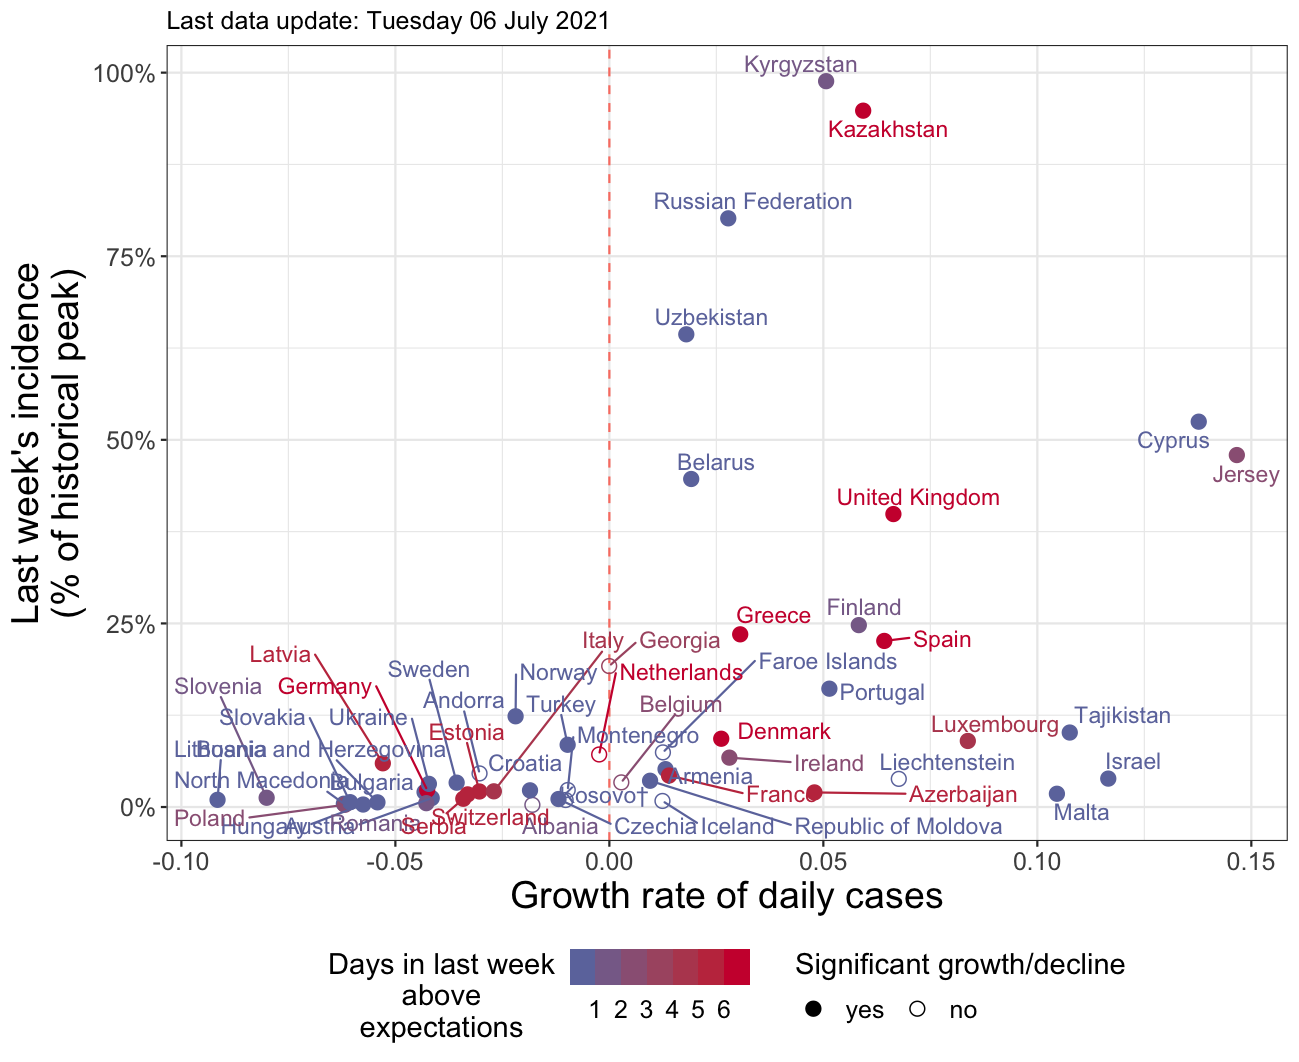 Last data update: Tuesday 06 July 2021
Last week's incidence
(% of historical peak)
100%
75%
50%
25%
0%
Kyrgyzstan
Kazakhstan
Russian Federation
Uzbekistan
Cyprus
Belarus
Jersey
United Kingdom
Finland
Greece
Spain
Italy
Georgia
Latvia
Faroe Islands
Sweden
Norway
Netherlands
Slovenia
Germany
Portugal
Andorra
Turkey
Belgium
Slovakia
Ukraine
Tajikistan
Luxembourg
Estonia
Montenegro
Denmark
Lithuania
Bosnia and Herzegovina
Croatia
Ireland
Liechtenstein
Israel
North Macedonia
Bulgaria
Armenia
Kosovo†
France
Azerbaijan
Malta
Poland
Switzerland
Hungary
Austria
Romania
Serbia
Albania
Czechia
Iceland
Republic of Moldova
-0.10
-0.05
0.00
0.05
0.10
0.15
Growth rate of daily cases
Days in last week
above
expectations
1 2 3 4 5 6
Significant growth/decline
yes
no